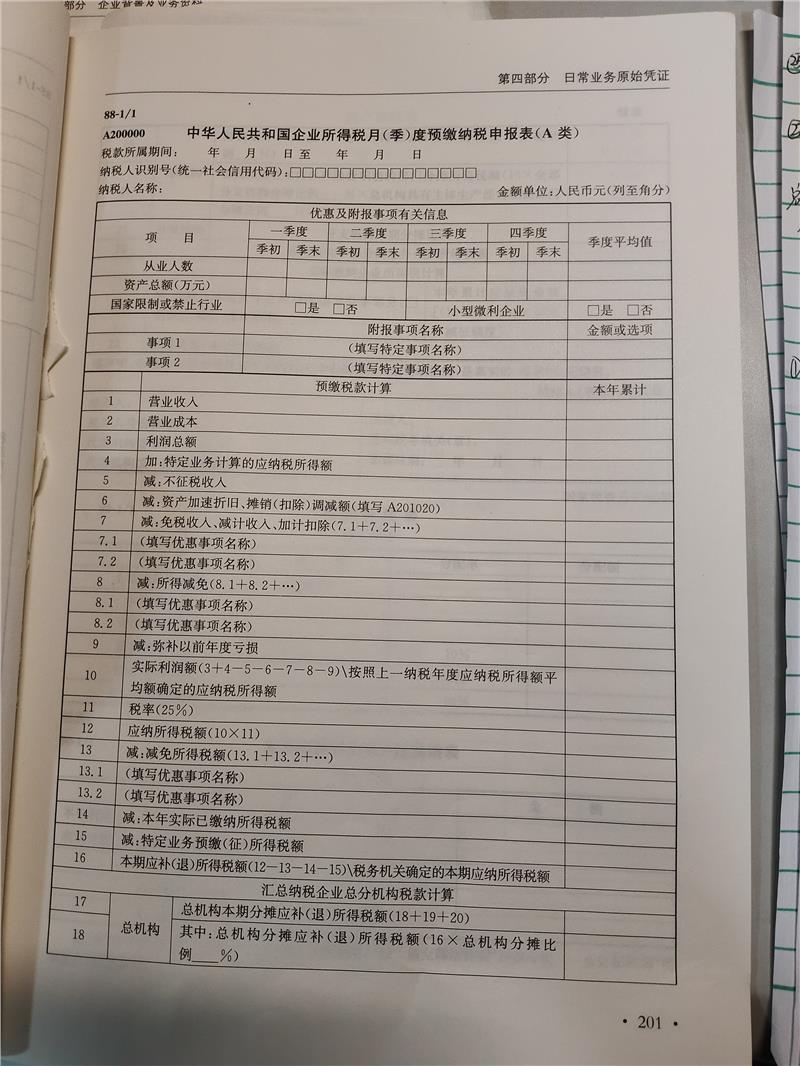 部分 企业背景及业务资料
第四部分 日常业务原始凭证
88-1/1
A200000 中华人民共和国企业所得税月(季)度预缴纳税申报表(A 类)
税款所属期间: 年 月 日 至 年 月 日
纳税人识别号(统一社会信用代码):□□□□□□□□□□□□□□□
纳税人名称: 金额单位:人民币元(列至角分)
优惠及附报事项有关信息
项 目 一季度 二季度 三季度 四季度 季度平均值
季初 季末 季初 季末 季初 季末 季初 季末
从业人数
资产总额(万元)
国家限制或禁止行业 □是 □否 小型微利企业 □是 □否
附报事项名称 金额或选项
事项 1 (填写特定事项名称)
事项 2 (填写特定事项名称)
预缴税款计算 本年累计
1 营业收入
2 营业成本
3 利润总额
4 加:特定业务计算的应纳税所得额
5 减:不征税收入
6 减:资产加速折旧、摊销(扣除)调减额(填写 A201020)
7 减:免税收入、减计收入、加计扣除(7.1+7.2+…)
7.1 (填写优惠事项名称)
7.2 (填写优惠事项名称)
8 减:所得减免(8.1+8.2+…)
8.1 (填写优惠事项名称)
8.2 (填写优惠事项名称)
9 减:弥补以前年度亏损
10 实际利润额(3+4-5-6-7-8-9)\按照上一纳税年度应纳税所得额平
均额确定的应纳税所得额
11 税率(25%)
12 应纳所得税额(10×11)
13 减:减免所得税额(13.1+13.2+…)
13.1 (填写优惠事项名称)
13.2 (填写优惠事项名称)
14 减:本年实际已缴纳所得税额
15 减:特定业务预缴(征)所得税额
16 本期应补(退)所得税额(12-13-14-15)\税务机关确定的本期应纳所得税额
汇总纳税企业总分机构税款计算
17 总机构 总机构本期分摊应补(退)所得税额(18+19+20)
18 其中:总机构分摊应补(退)所得税额(16×总机构分摊比
例____%)
· 201 ·